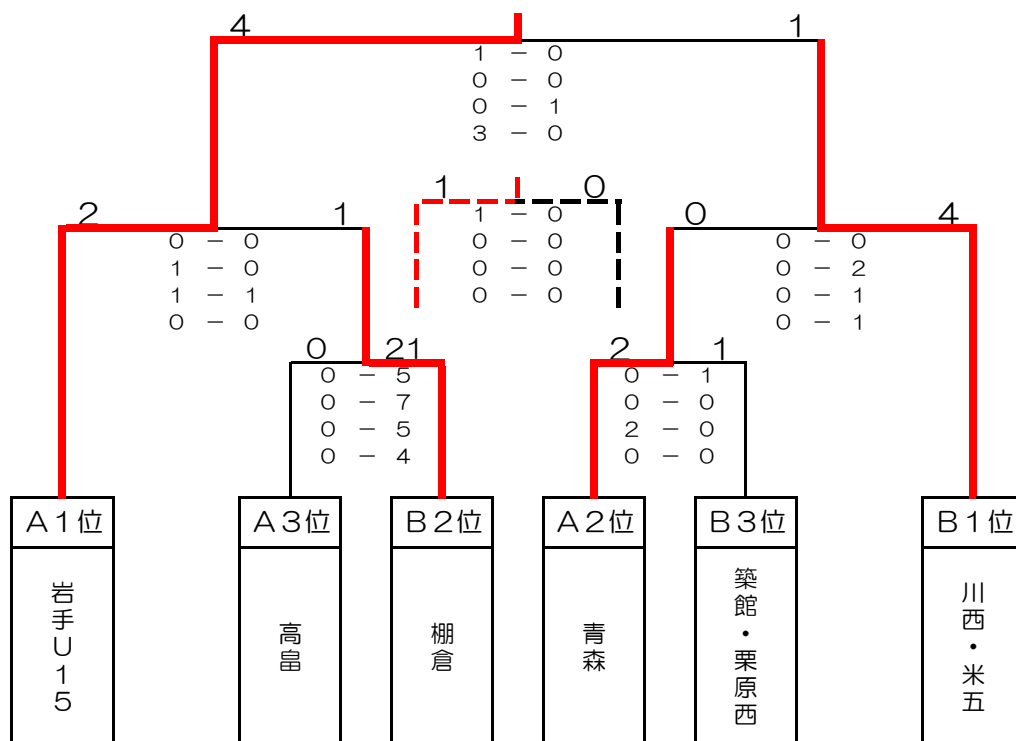 4 1
1 － 0
0 － 0
0 － 1
3 － 0
1 0
1 － 0
0 － 0
0 － 0
0 － 0
2 1
0 － 0
1 － 0
1 － 1
0 － 0
0 4
0 － 0
0 － 2
0 － 1
0 － 1
0 21
0 － 5
0 － 7
0 － 5
0 － 4
2 1
0 － 1
0 － 0
2 － 0
0 － 0
A1位
A3位
B2位
A2位
B3位
B1位
岩手U15
高畠
棚倉
青森
築館・栗原西
川西・米五